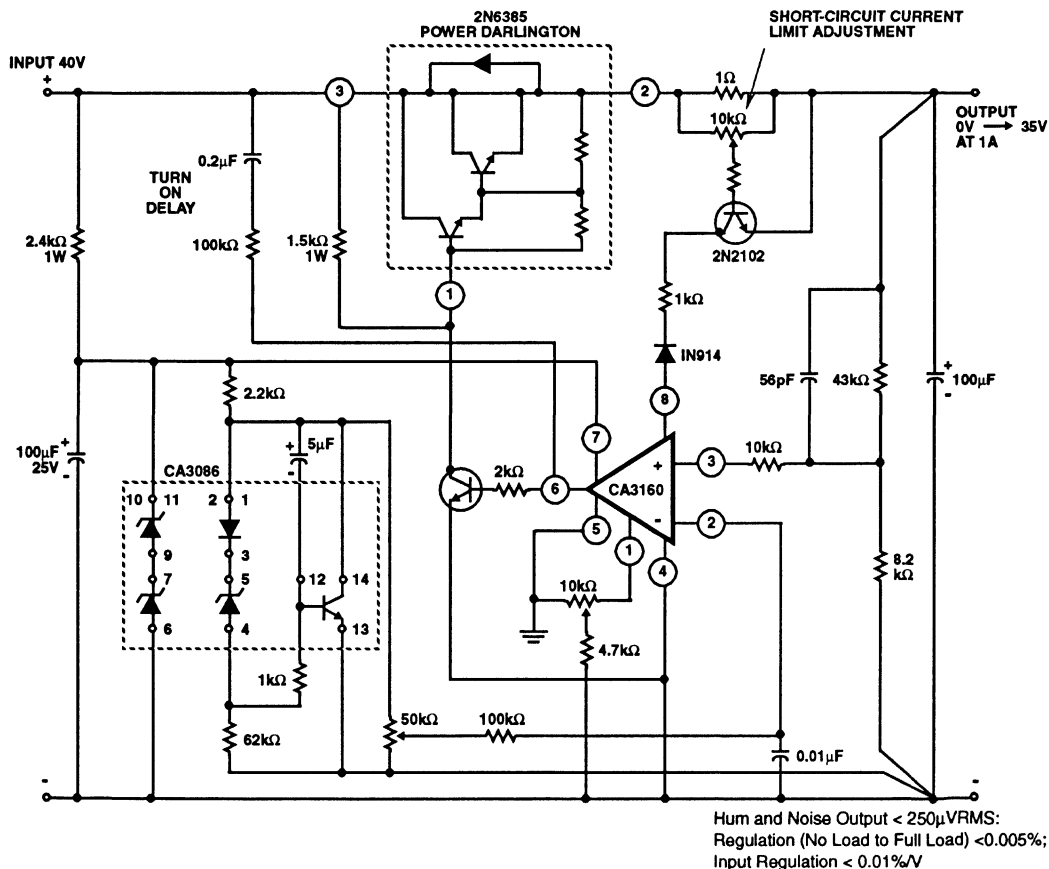 2N6385
POWER DARLINGTON
SHORT-CIRCUIT CURRENT
LIMIT ADJUSTMENT
INPUT 40V
+
3
2
1Ω
10kΩ
OUTPUT
0V → 35V
AT 1A
0.2µF
TURN
ON
DELAY
2.4kΩ
1W
100kΩ
1.5kΩ
1W
2N2102
1
1kΩ
IN914
2.2kΩ
56pF
43kΩ
+
100µF
-
8
7
100µF
25V
+
-
5µF
+
-
CA3086
2kΩ
6
CA3160
+
-
3
10kΩ
2
10
11
2
1
5
1
4
9
3
7
5
12
14
6
4
13
10kΩ
8.2
kΩ
4.7kΩ
1kΩ
50kΩ
100kΩ
62kΩ
0.01µF
-
-
Hum and Noise Output < 250µVRMS:
Regulation (No Load to Full Load) <0.005%;
Input Regulation < 0.01%/V